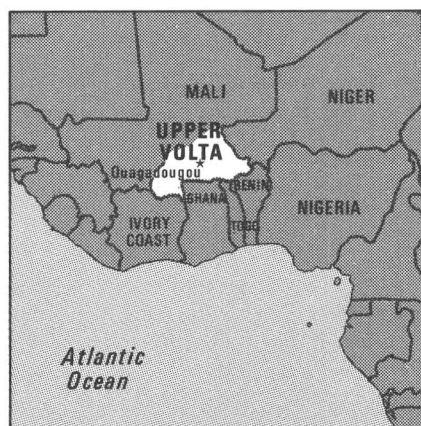 MALI
NIGER
UPPER
VOLTA
Ouagadougou
BENIN
GHANA
NIGERIA
IVORY
COAST
TOGO
Atlantic
Ocean